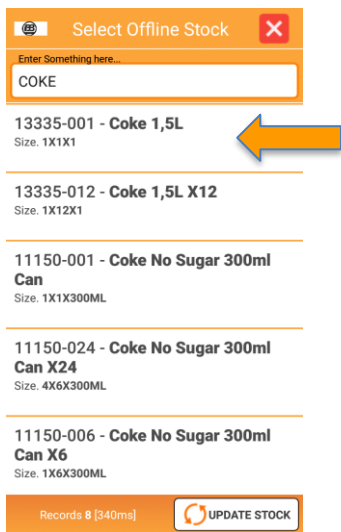 Select Offline Stock
Enter Something here...
COKE
13335-001 - Coke 1,5L
Size. 1X1X1
13335-012 - Coke 1,5L X12
Size. 1X12X1
11150-001 - Coke No Sugar 300ml
Can
Size. 1X1X300ML
11150-024 - Coke No Sugar 300ml
Can X24
Size. 4X6X300ML
11150-006 - Coke No Sugar 300ml
Can X6
Size. 1X6X300ML
Records 8 [340ms]
UPDATE STOCK